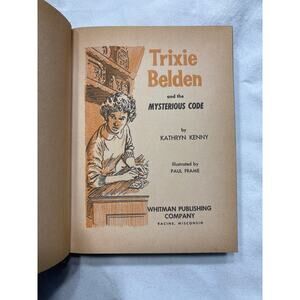 Trixie
Belden
and the
MYSTERIOUS CODE
by
KATHRYN KENNY
Illustrated by
PAUL FRAME
WHITMAN PUBLISHING
COMPANY
RACINE, WISCONSIN